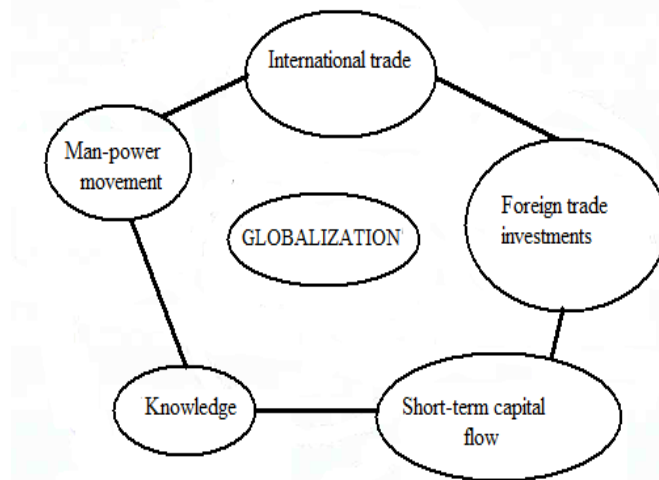 International trade
Man-power
movement
Foreign trade
investments
GLOBALIZATION
Knowledge
Short-term capital
flow